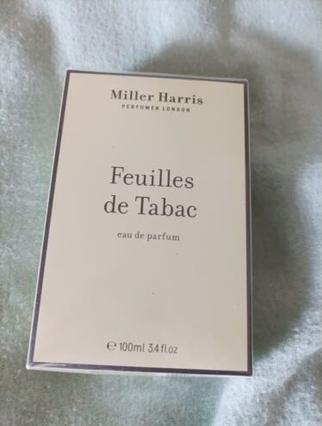 Miller Harris
PERFUMER LONDON
Feuilles
de Tabac
eau de parfum
℮ 100ml 3.4 fl.oz